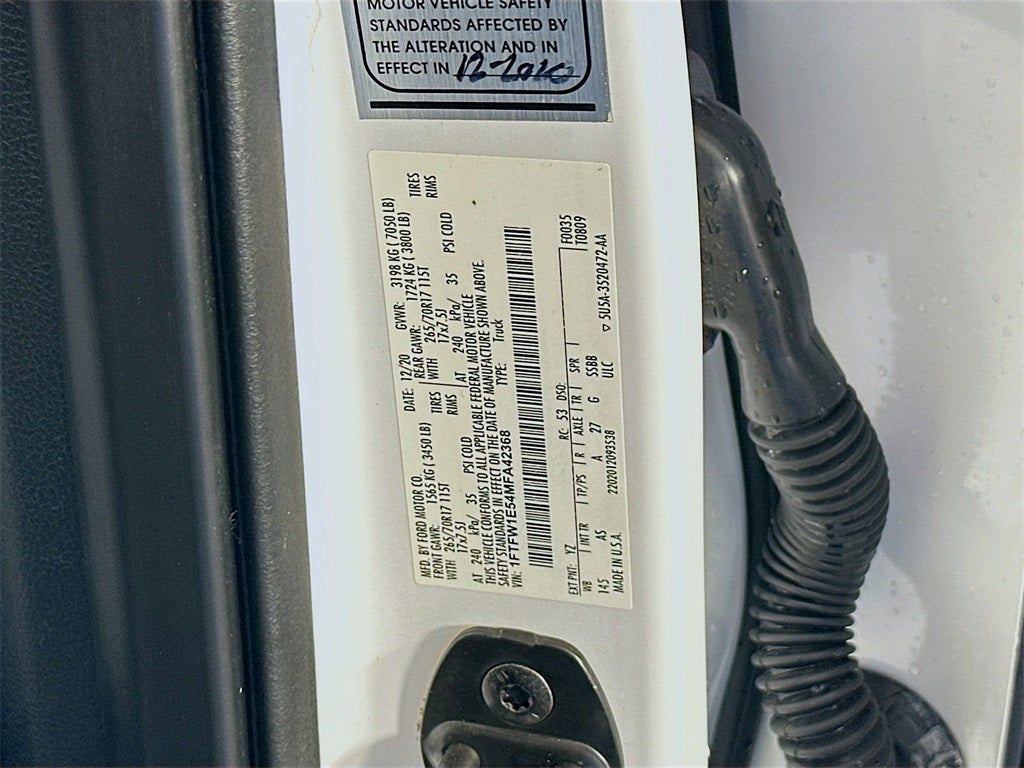 MOTOR VEHICLE SAFETY
STANDARDS AFFECTED BY
THE ALTERATION AND IN
EFFECT IN 12-2020
MFD. BY FORD MOTOR CO.
DATE: 12/20 GVWR: 3198 KG ( 7050 LB)
FRONT GAWR: 1565 KG ( 3450 LB) REAR GAWR: 1724 KG ( 3800 LB)
WITH 265/70R17 115T TIRES WITH 265/70R17 115T TIRES
17x7.5J RIMS 17x7.5J RIMS
AT 240 kPa/ 35 PSI COLD AT 240 kPa/ 35 PSI COLD
THIS VEHICLE CONFORMS TO ALL APPLICABLE FEDERAL MOTOR VEHICLE
SAFETY STANDARDS IN EFFECT ON THE DATE OF MANUFACTURE SHOWN ABOVE.
VIN: 1FTFW1E54MFA42368 TYPE: Truck
F0035
EXT PNT: YZ RC: 53 DSO: T0809
WB INT TR TP/PS R AXLE TR SPR
145 AS A 27 G SSBB
ULC
MADE IN U.S.A. 2202012093538 5U5A-3520472-AA